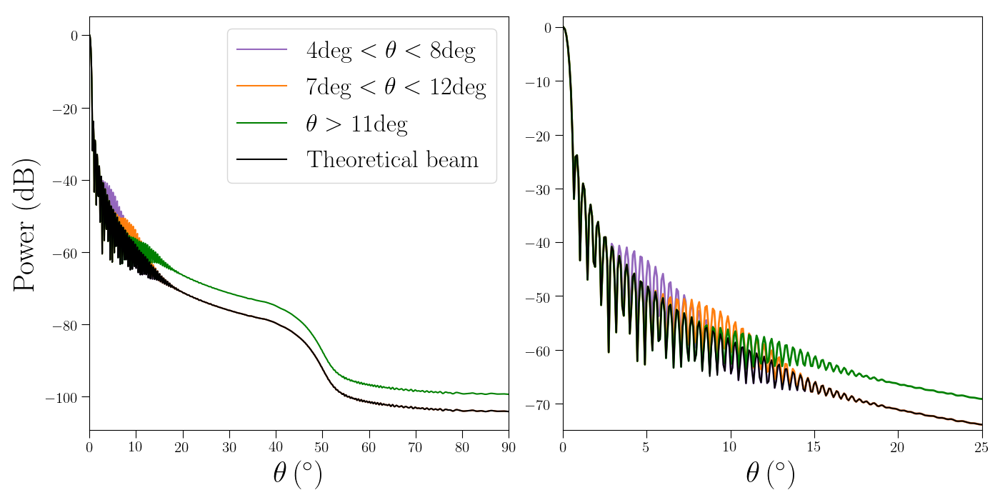 Power (dB)
0
−20
−40
−60
−80
−100
4deg < θ < 8deg
7deg < θ < 12deg
θ > 11deg
Theoretical beam
0 10 20 30 40 50 60 70 80 90
θ (°)
0
−10
−20
−30
−40
−50
−60
−70
0 5 10 15 20 25
θ (°)